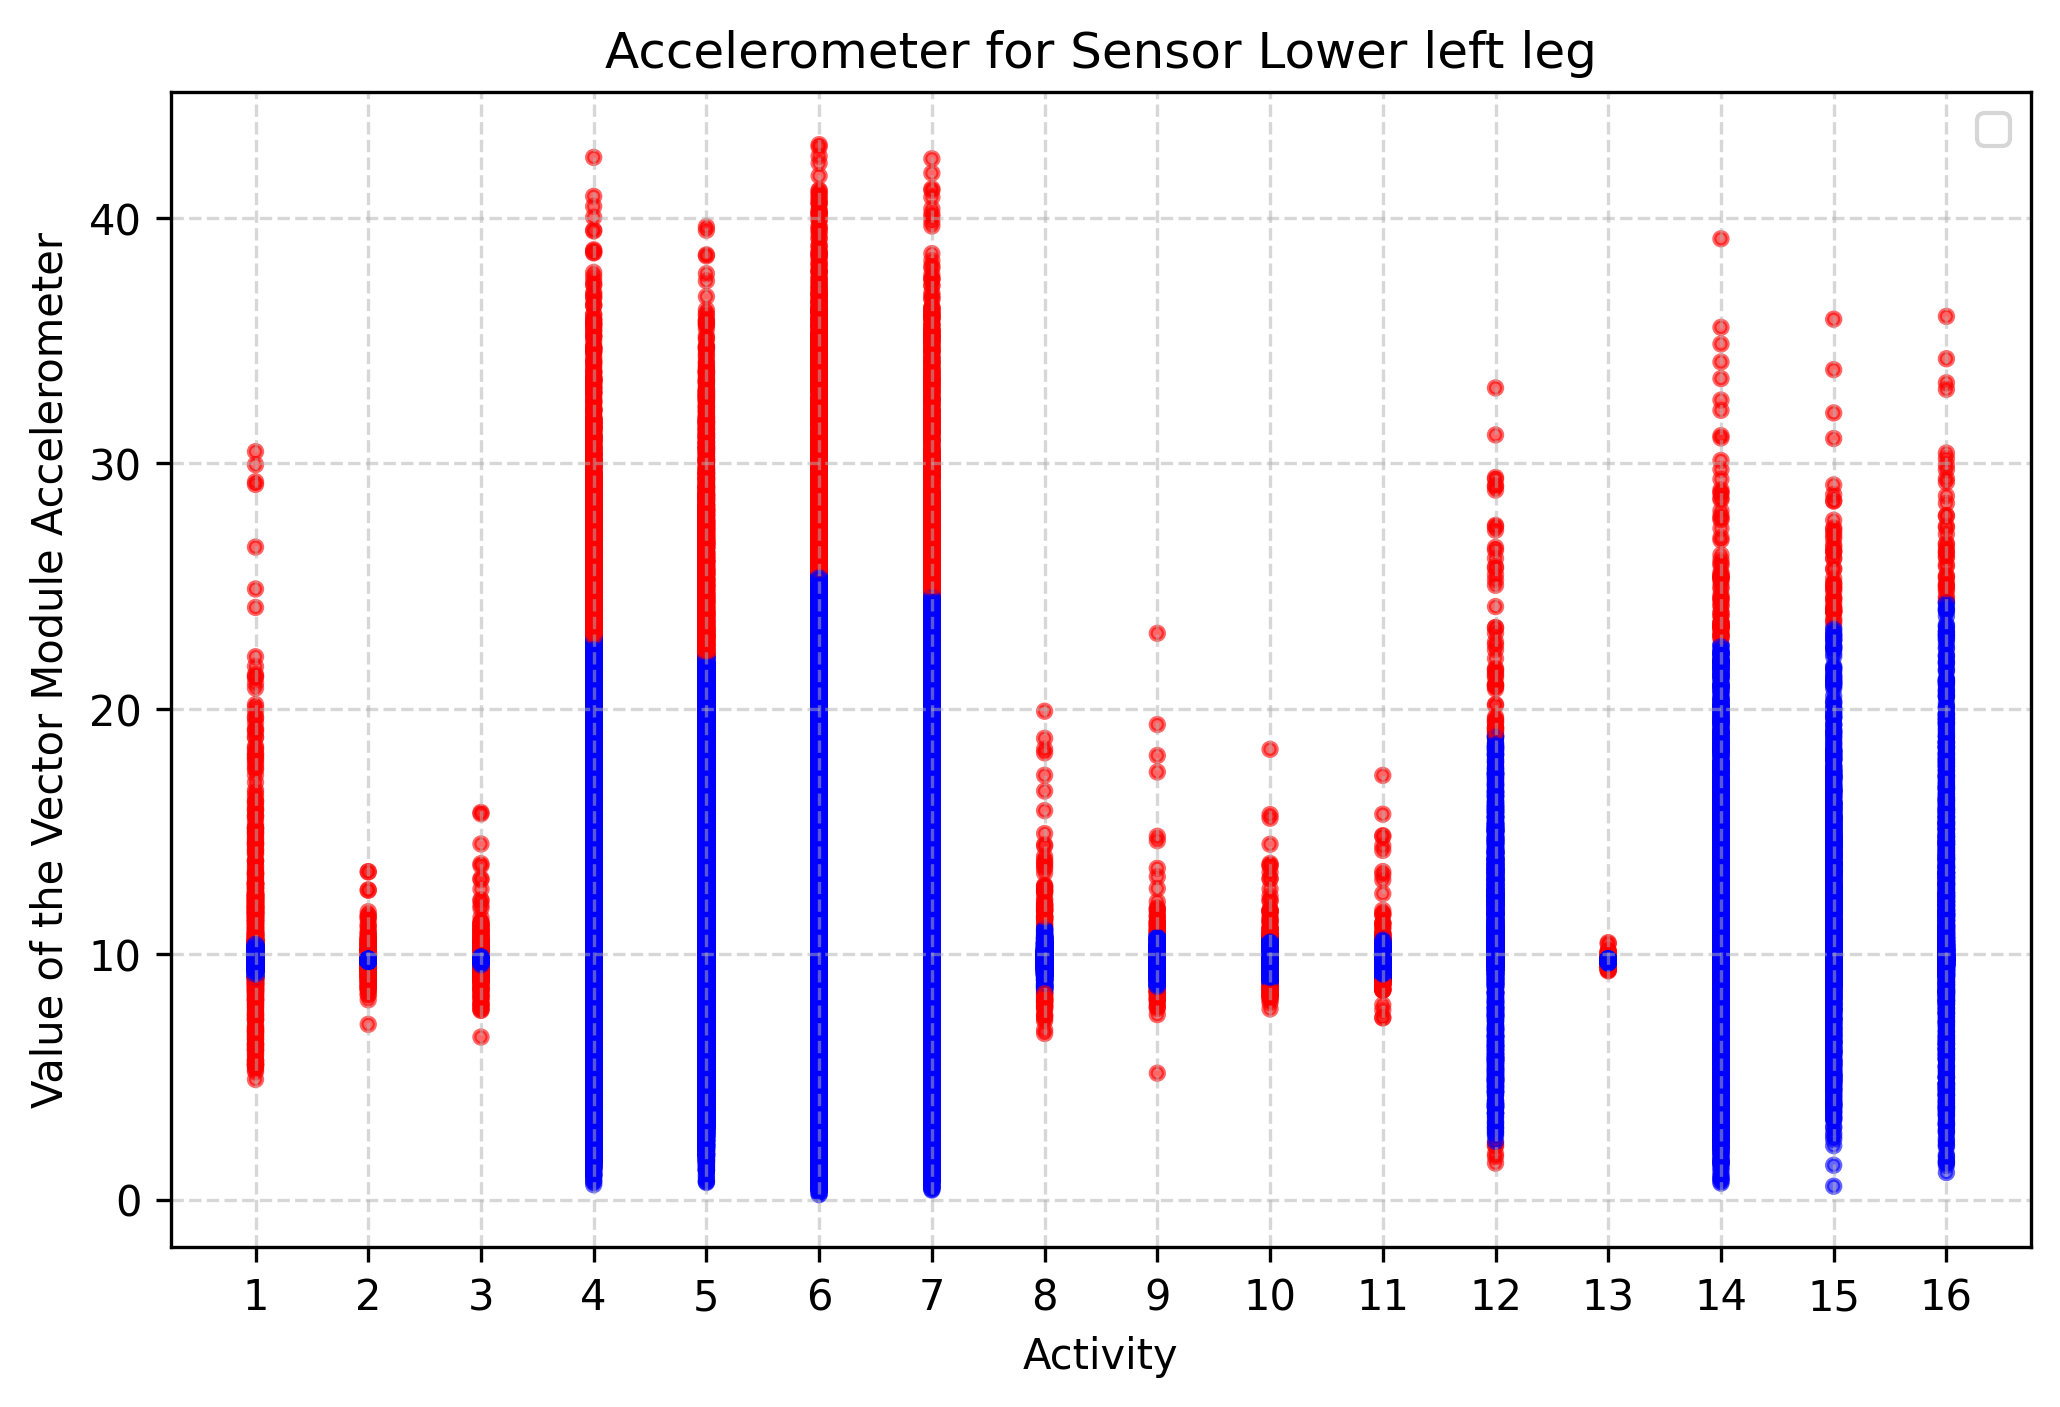 Accelerometer for Sensor Lower left leg
Value of the Vector Module Accelerometer
40
30
20
10
0
1 2 3 4 5 6 7 8 9 10 11 12 13 14 15 16
Activity